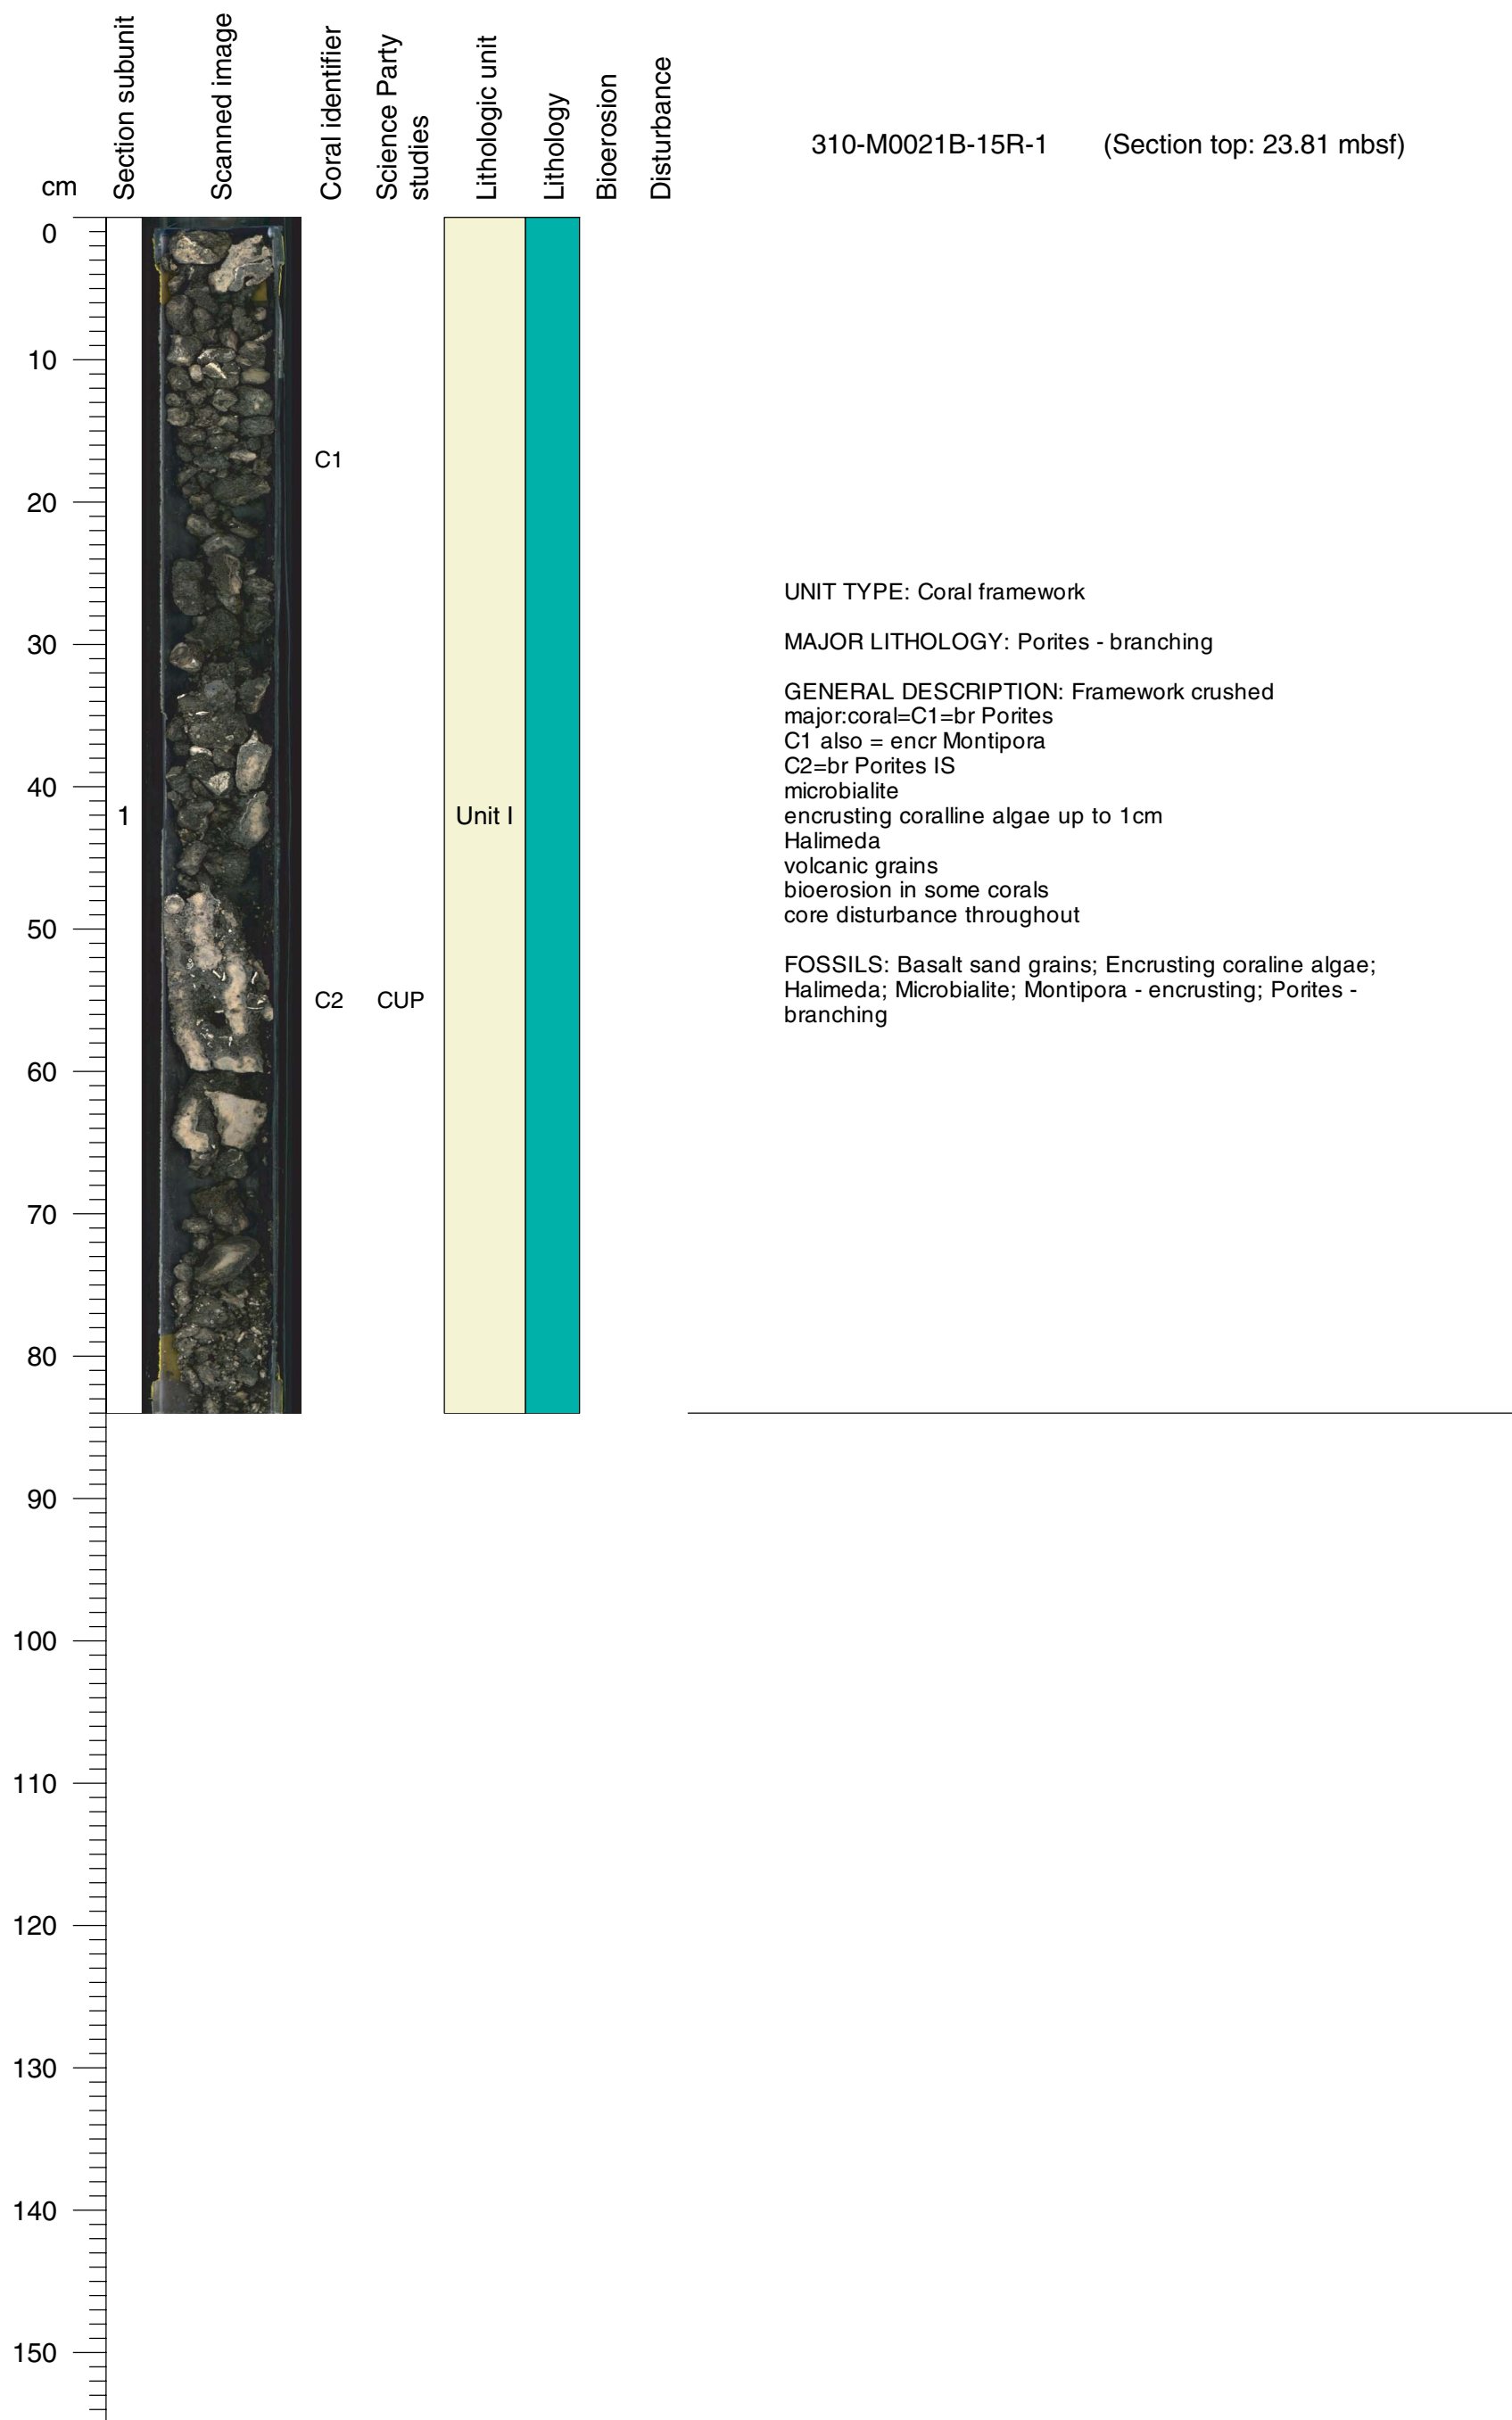 Section subunit
Scanned image
Coral identifier
Science Party
studies
Lithologic unit
Lithology
Bioerosion
Disturbance
310-M0021B-15R-1 (Section top: 23.81 mbsf)
cm
0
10
C1
20
UNIT TYPE: Coral framework
30
MAJOR LITHOLOGY: Porites - branching
GENERAL DESCRIPTION: Framework crushed
major:coral=C1=br Porites
C1 also = encr Montipora
C2=br Porites IS
40
microbialite
1
Unit I
encrusting coralline algae up to 1cm
Halimeda
volcanic grains
bioerosion in some corals
core disturbance throughout
50
FOSSILS: Basalt sand grains; Encrusting coraline algae;
Halimeda; Microbialite; Montipora - encrusting; Porites -
branching
C2 CUP
60
70
80
90
100
110
120
130
140
150